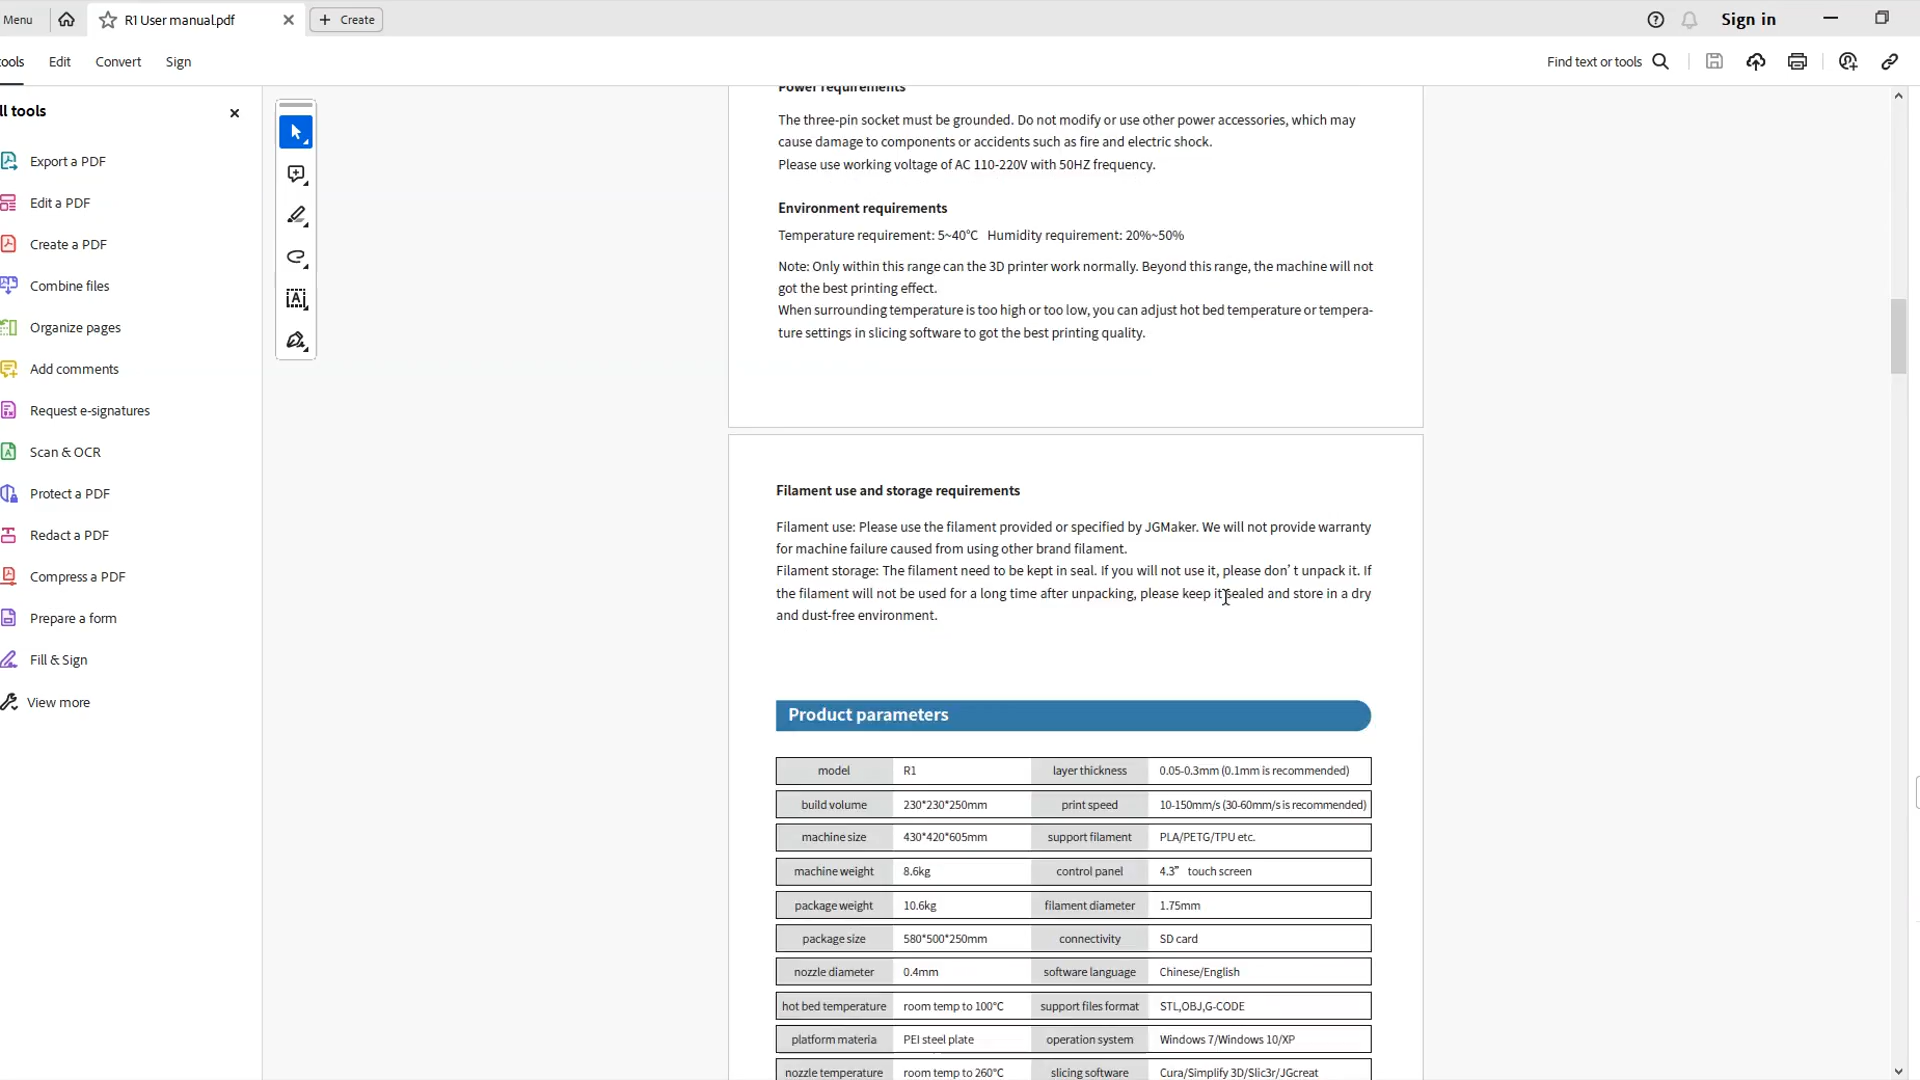 Menu
R1 User manual.pdf
Create
Sign in
ools
Edit
Convert
Sign
Find text or tools
ll tools
Export a PDF
Edit a PDF
Create a PDF
Combine files
Organize pages
Add comments
Request e-signatures
Scan & OCR
Protect a PDF
Redact a PDF
Compress a PDF
Prepare a form
Fill & Sign
View more
Power requirements
The three-pin socket must be grounded. Do not modify or use other power accessories, which may
cause damage to components or accidents such as fire and electric shock.
Please use working voltage of AC 110-220V with 50HZ frequency.
Environment requirements
Temperature requirement: 5~40℃ Humidity requirement: 20%~50%
Note: Only within this range can the 3D printer work normally. Beyond this range, the machine will not
got the best printing effect.
When surrounding temperature is too high or too low, you can adjust hot bed temperature or tempera-
ture settings in slicing software to got the best printing quality.
Filament use and storage requirements
Filament use: Please use the filament provided or specified by JGMaker. We will not provide warranty
for machine failure caused from using other brand filament.
Filament storage: The filament need to be kept in seal. If you will not use it, please don’ t unpack it. If
the filament will not be used for a long time after unpacking, please keep it sealed and store in a dry
and dust-free environment.
Product parameters
model R1 layer thickness 0.05-0.3mm (0.1mm is recommended)
build volume 230*230*250mm print speed 10-150mm/s (30-60mm/s is recommended)
machine size 430*420*605mm support filament PLA/PETG/TPU etc.
machine weight 8.6kg control panel 4.3” touch screen
package weight 10.6kg filament diameter 1.75mm
package size 580*500*250mm connectivity SD card
nozzle diameter 0.4mm software language Chinese/English
hot bed temperature room temp to 100℃ support files format STL,OBJ,G-CODE
platform materia PEI steel plate operation system Windows 7/Windows 10/XP
nozzle temperature room temp to 260℃ slicing software Cura/Simplify 3D/Slic3r/JGcreat